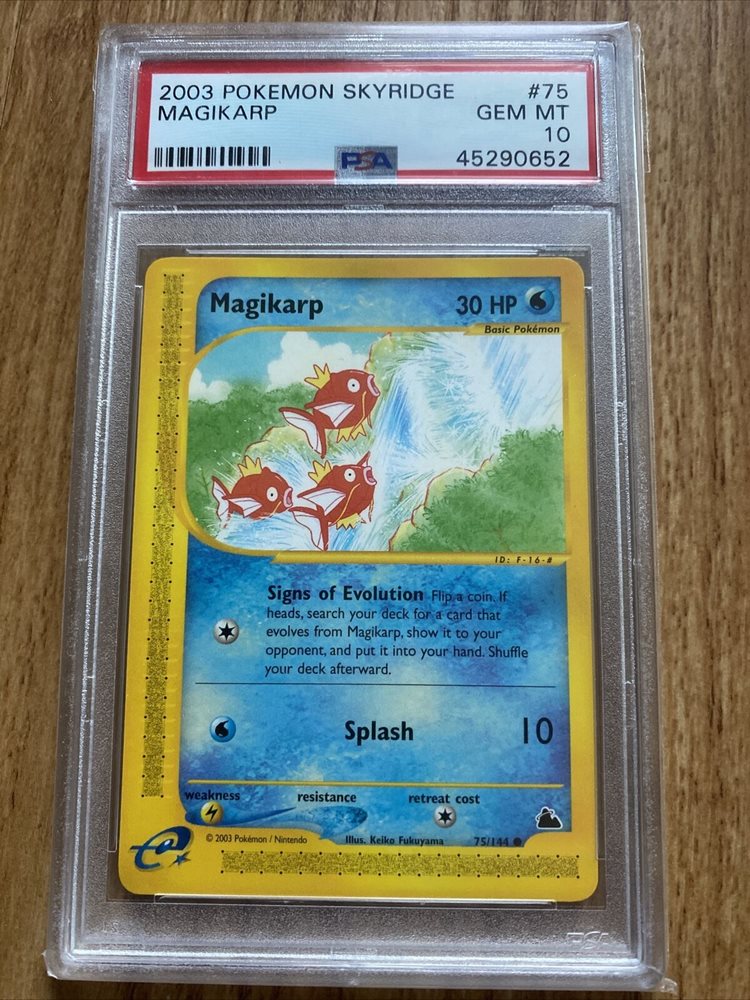 2003 POKEMON SKYRIDGE #75
MAGIKARP GEM MT
10
PSA 45290652
Magikarp 30 HP
Basic Pokémon
ID: F-16-#
Signs of Evolution Flip a coin. If
heads, search your deck for a card that
evolves from Magikarp, show it to your
opponent, and put it into your hand. Shuffle
your deck afterward.
Splash 10
weakness resistance retreat cost
© 2003 Pokémon / Nintendo Illus. Keiko Fukuyama 75/144
e
PSA